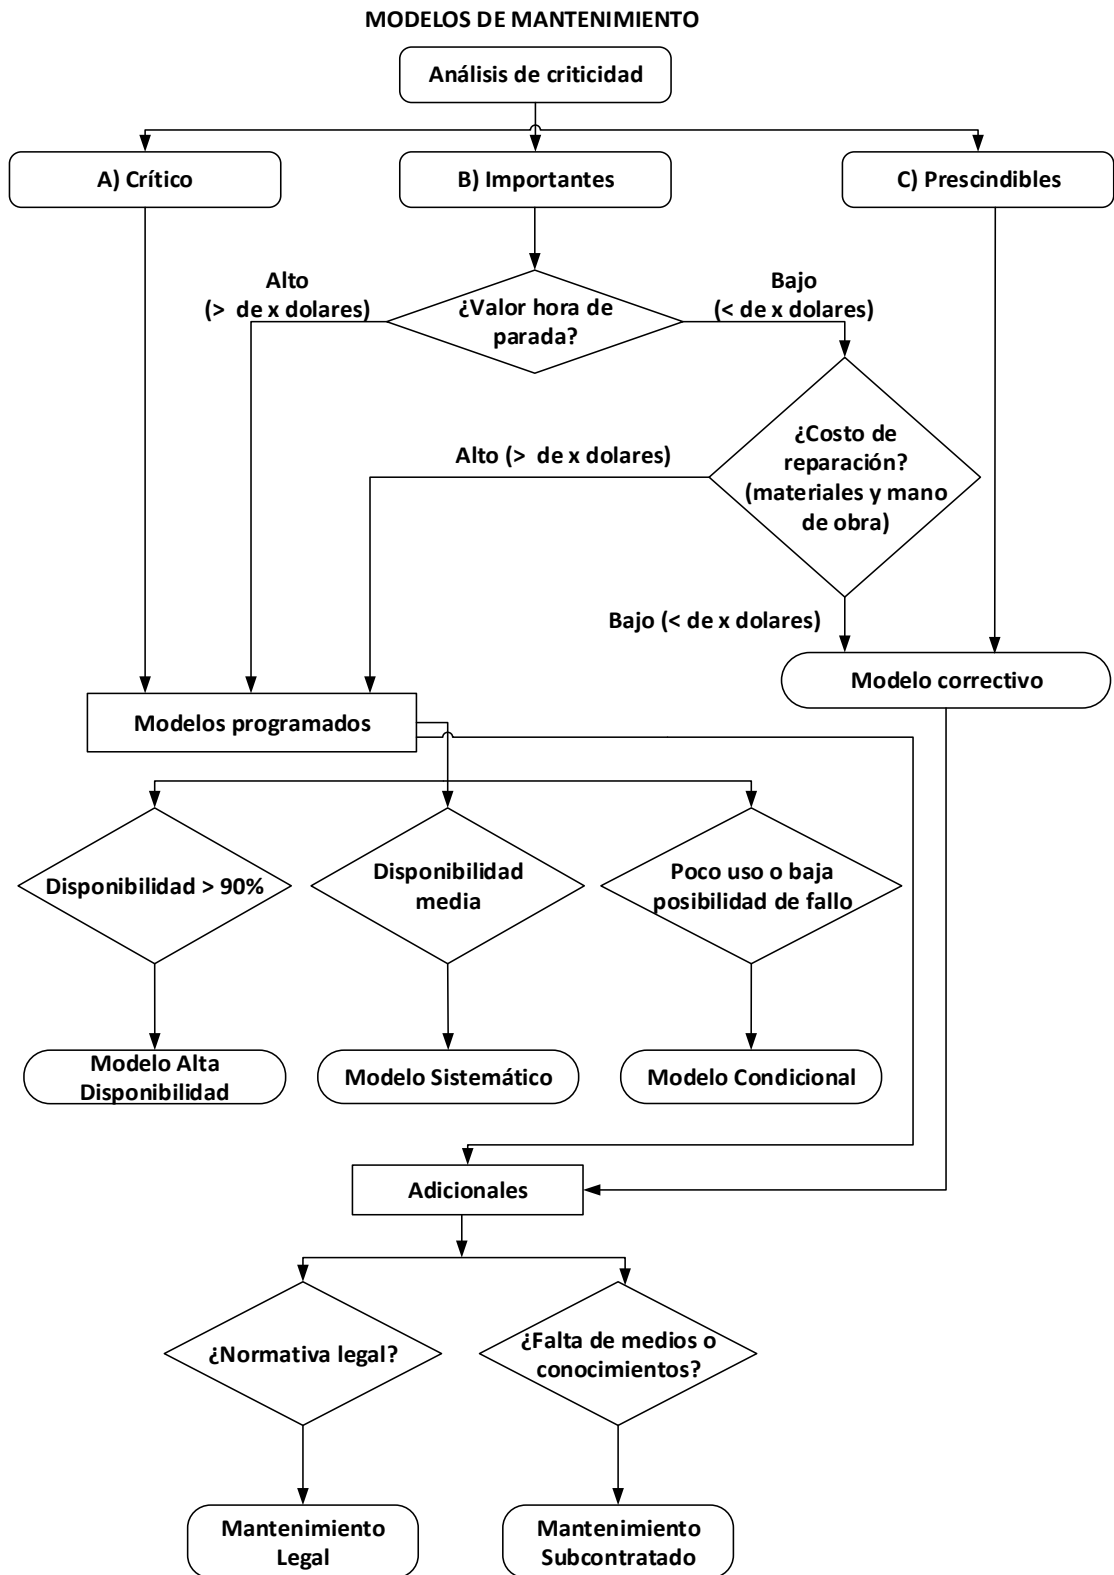 MODELOS DE MANTENIMIENTO
Análisis de criticidad
A) Crítico
B) Importantes
C) Prescindibles
Alto
(> de x dolares)
¿Valor hora de
parada?
Bajo
(< de x dolares)
Alto (> de x dolares)
¿Costo de
reparación?
(materiales y mano
de obra)
Bajo (< de x dolares)
Modelo correctivo
Modelos programados
Disponibilidad > 90%
Disponibilidad
media
Poco uso o baja
posibilidad de fallo
Modelo Alta
Disponibilidad
Modelo Sistemático
Modelo Condicional
Adicionales
¿Normativa legal?
¿Falta de medios o
conocimientos?
Mantenimiento
Legal
Mantenimiento
Subcontratado